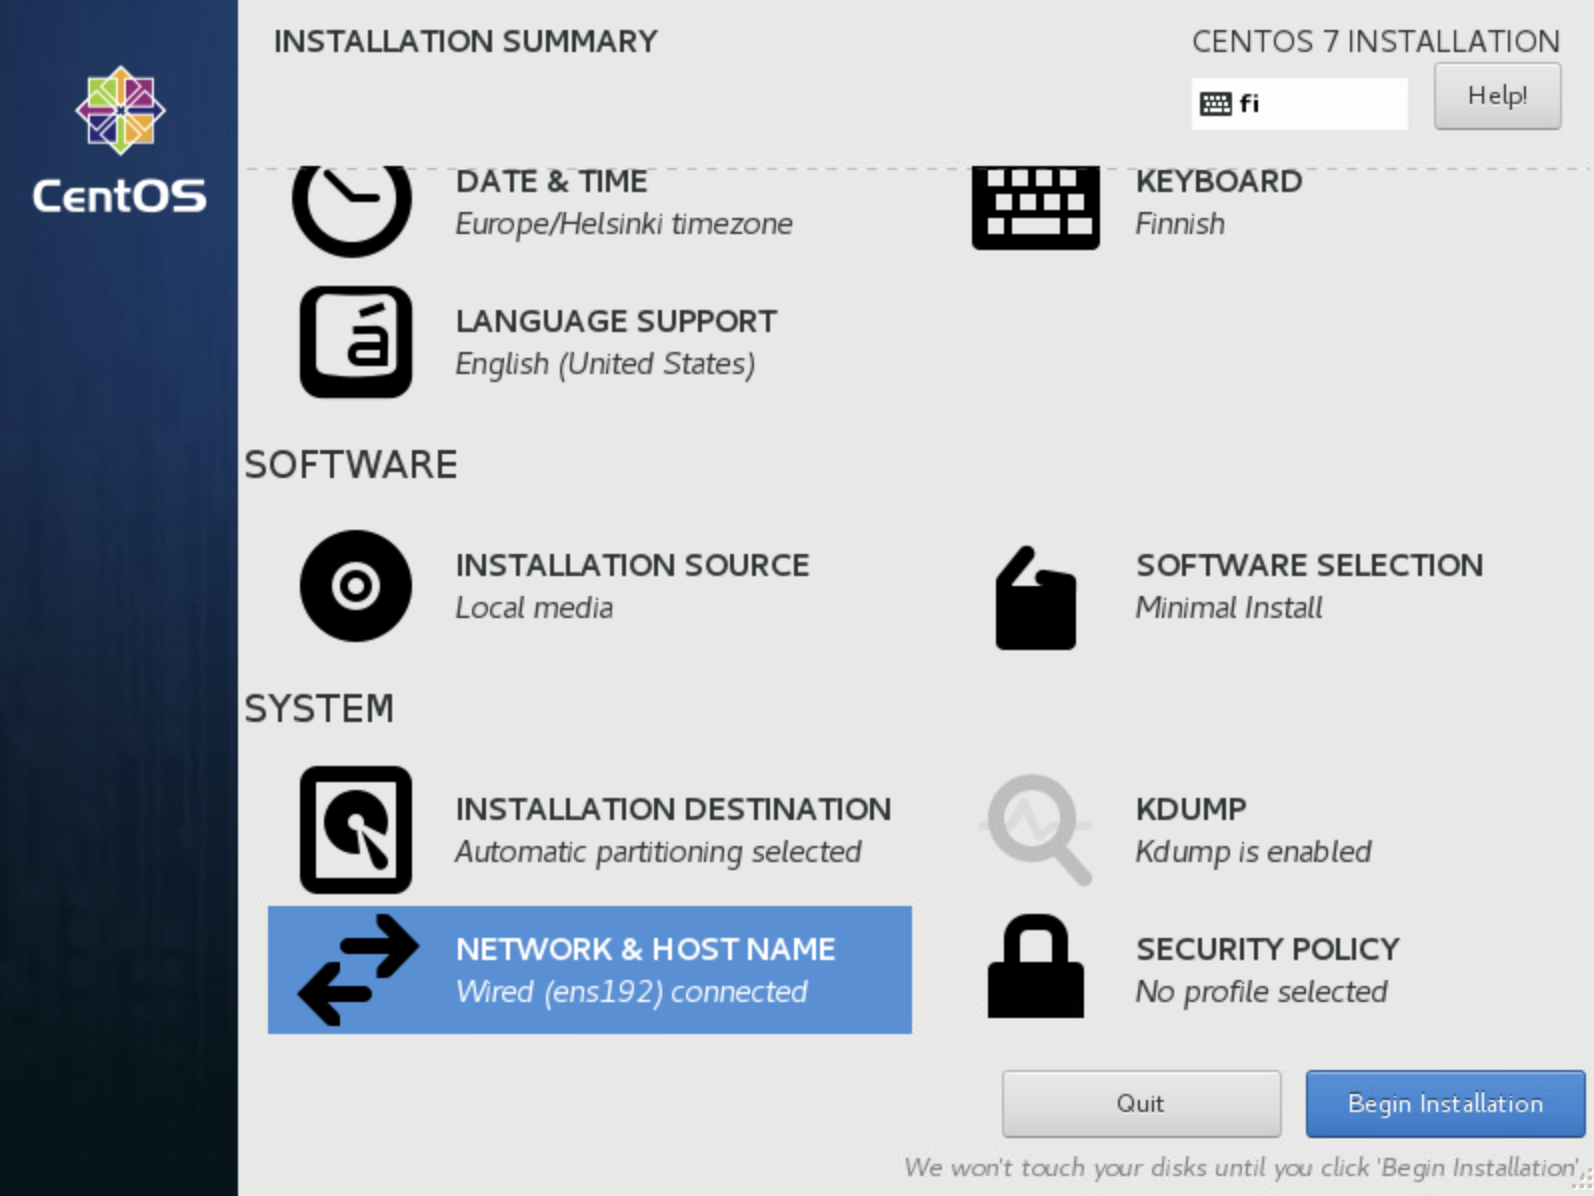 CentOS
INSTALLATION SUMMARY
CENTOS 7 INSTALLATION
fi
Help!
DATE & TIME
Europe/Helsinki timezone
KEYBOARD
Finnish
á
LANGUAGE SUPPORT
English (United States)
SOFTWARE
INSTALLATION SOURCE
Local media
SOFTWARE SELECTION
Minimal Install
SYSTEM
INSTALLATION DESTINATION
Automatic partitioning selected
KDUMP
Kdump is enabled
NETWORK & HOST NAME
Wired (ens192) connected
SECURITY POLICY
No profile selected
Quit
Begin Installation
We won't touch your disks until you click 'Begin Installation'.